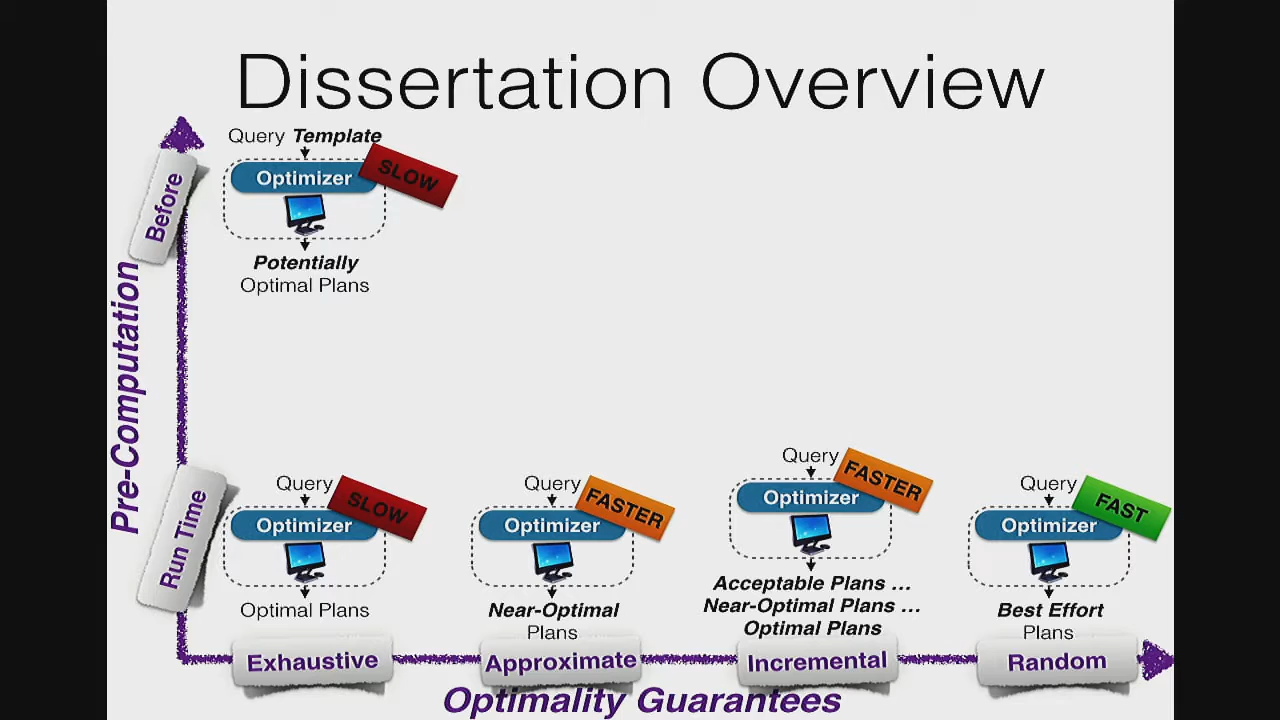 Dissertation Overview
Query Template
Optimizer
SLOW
Potentially
Optimal Plans
Before
Pre-Computation
Run Time
Query
SLOW
Optimizer
Optimal Plans
Query
FASTER
Optimizer
Near-Optimal
Plans
Query
FASTER
Optimizer
Acceptable Plans ...
Near-Optimal Plans ...
Optimal Plans
Query
FAST
Optimizer
Best Effort
Plans
Exhaustive
Approximate
Incremental
Random
Optimality Guarantees